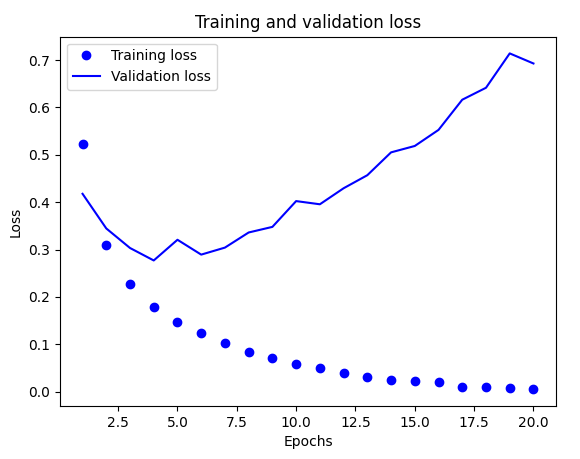 Training and validation loss
Training loss
Validation loss
Loss
0.7
0.6
0.5
0.4
0.3
0.2
0.1
0.0
2.5 5.0 7.5 10.0 12.5 15.0 17.5 20.0
Epochs